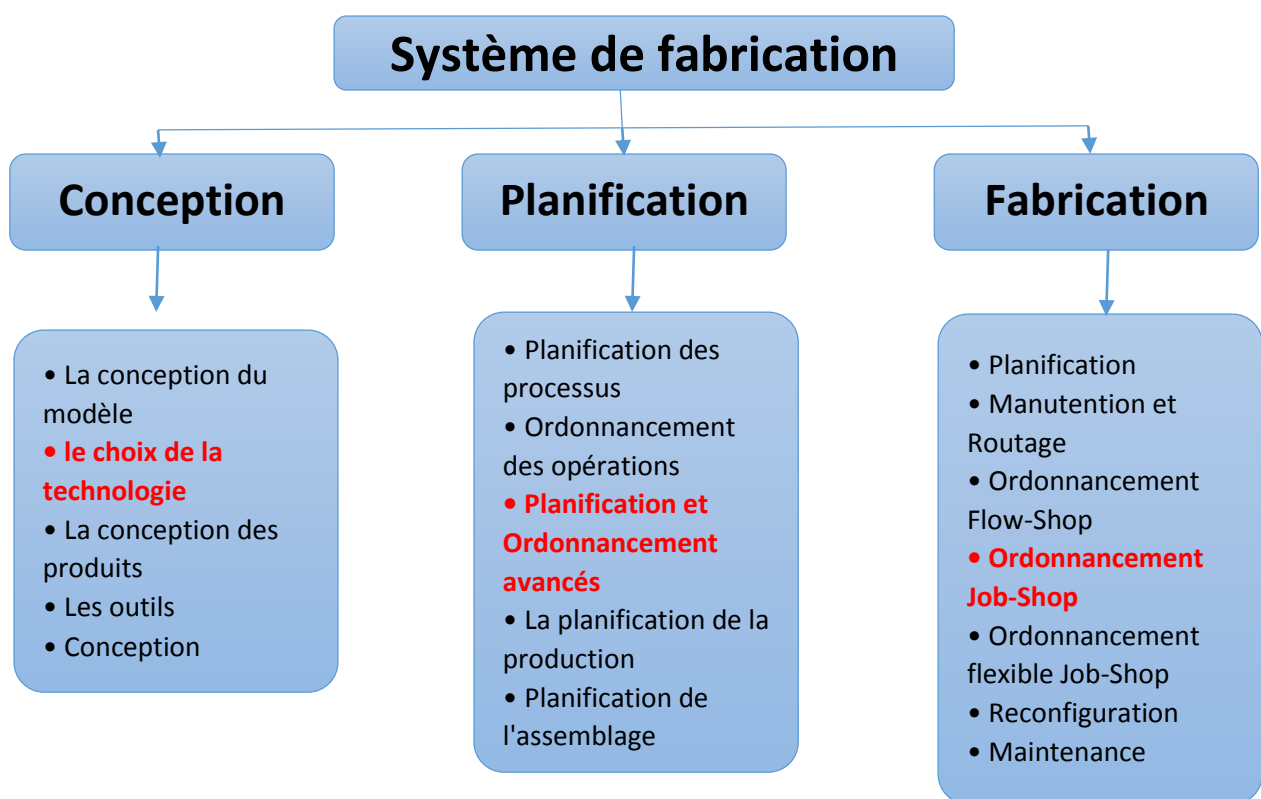 Système de fabrication
Conception
Planification
Fabrication
• La conception du
modèle
• le choix de la
technologie
• La conception des
produits
• Les outils
• Conception
• Planification des
processus
• Ordonnancement
des opérations
• Planification et
Ordonnancement
avancés
• La planification de la
production
• Planification de
l'assemblage
• Planification
• Manutention et
Routage
• Ordonnancement
Flow-Shop
• Ordonnancement
Job-Shop
• Ordonnancement
flexible Job-Shop
• Reconfiguration
• Maintenance